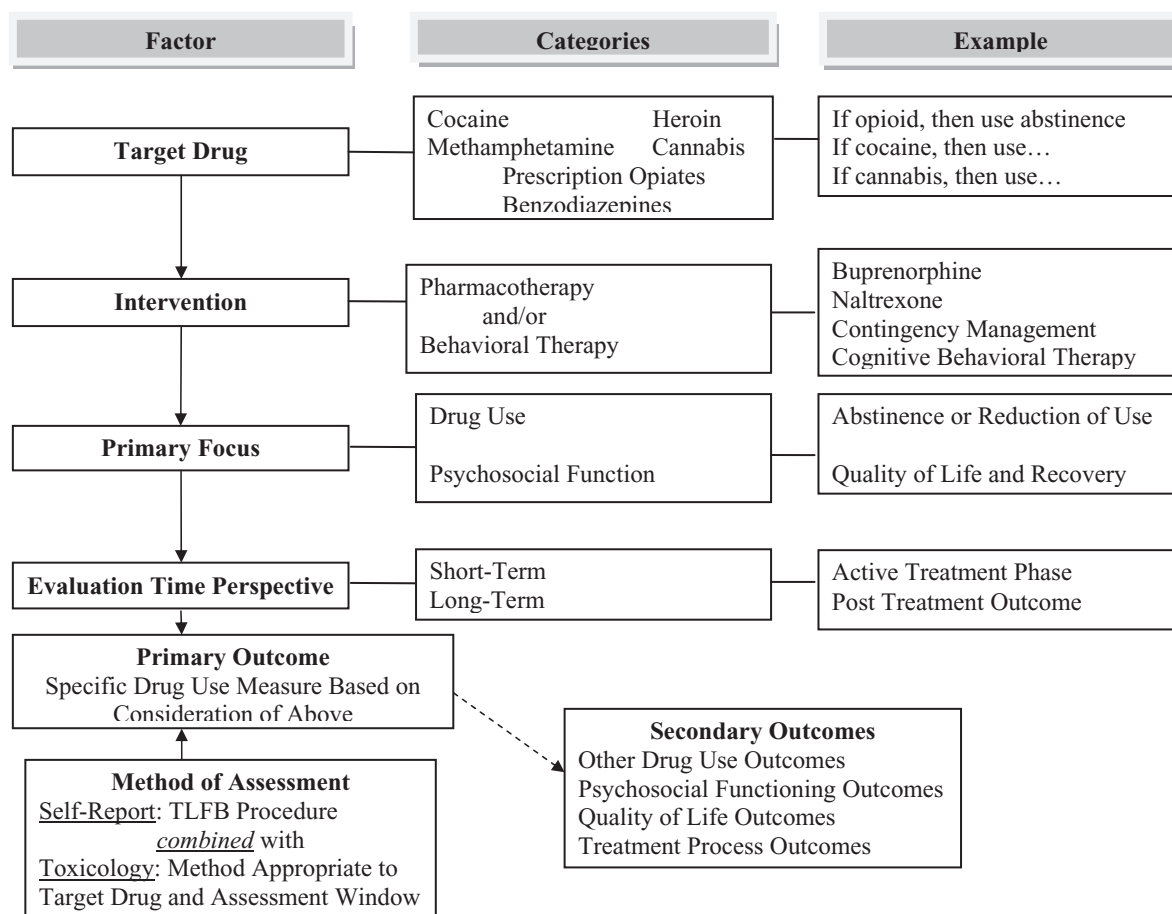 Factor
Categories
Example
Target Drug
Cocaine Heroin
Methamphetamine Cannabis
Prescription Opiates
Benzodiazepines
If opioid, then use abstinence
If cocaine, then use…
If cannabis, then use…
Intervention
Pharmacotherapy
and/or
Behavioral Therapy
Buprenorphine
Naltrexone
Contingency Management
Cognitive Behavioral Therapy
Primary Focus
Drug Use
Psychosocial Function
Abstinence or Reduction of Use
Quality of Life and Recovery
Evaluation Time Perspective
Short-Term
Long-Term
Active Treatment Phase
Post Treatment Outcome
Primary Outcome
Specific Drug Use Measure Based on
Consideration of Above
Secondary Outcomes
Other Drug Use Outcomes
Psychosocial Functioning Outcomes
Quality of Life Outcomes
Treatment Process Outcomes
Method of Assessment
Self-Report: TLFB Procedure
combined with
Toxicology: Method Appropriate to
Target Drug and Assessment Window